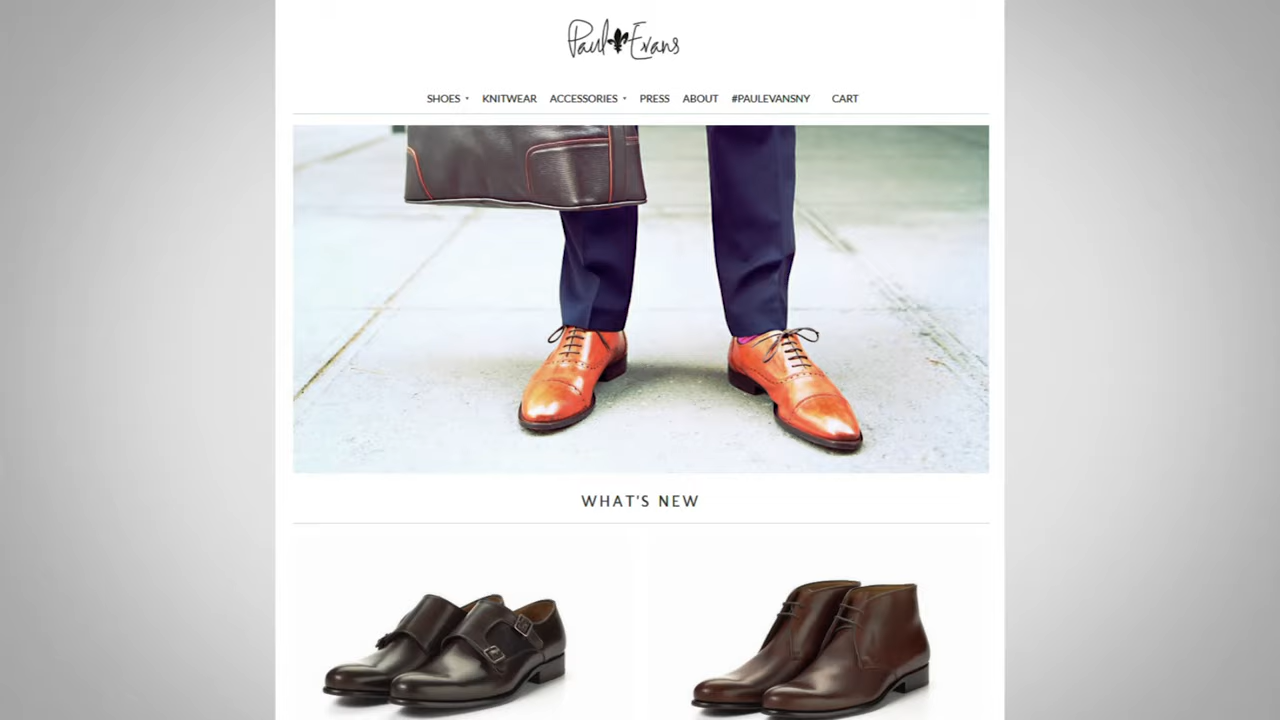 Paul Evans
SHOES KNITWEAR ACCESSORIES PRESS ABOUT #PAULEVANSNY CART
WHAT'S NEW